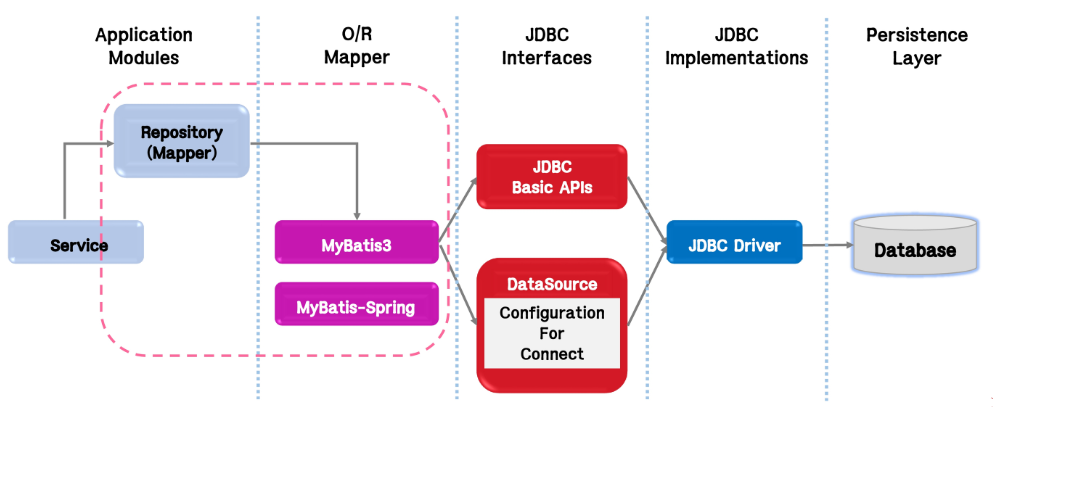 Application
Modules
O/R
Mapper
JDBC
Interfaces
JDBC
Implementations
Persistence
Layer
Repository
(Mapper)
Service
MyBatis3
MyBatis-Spring
JDBC
Basic APIs
DataSource
Configuration
For
Connect
JDBC Driver
Database